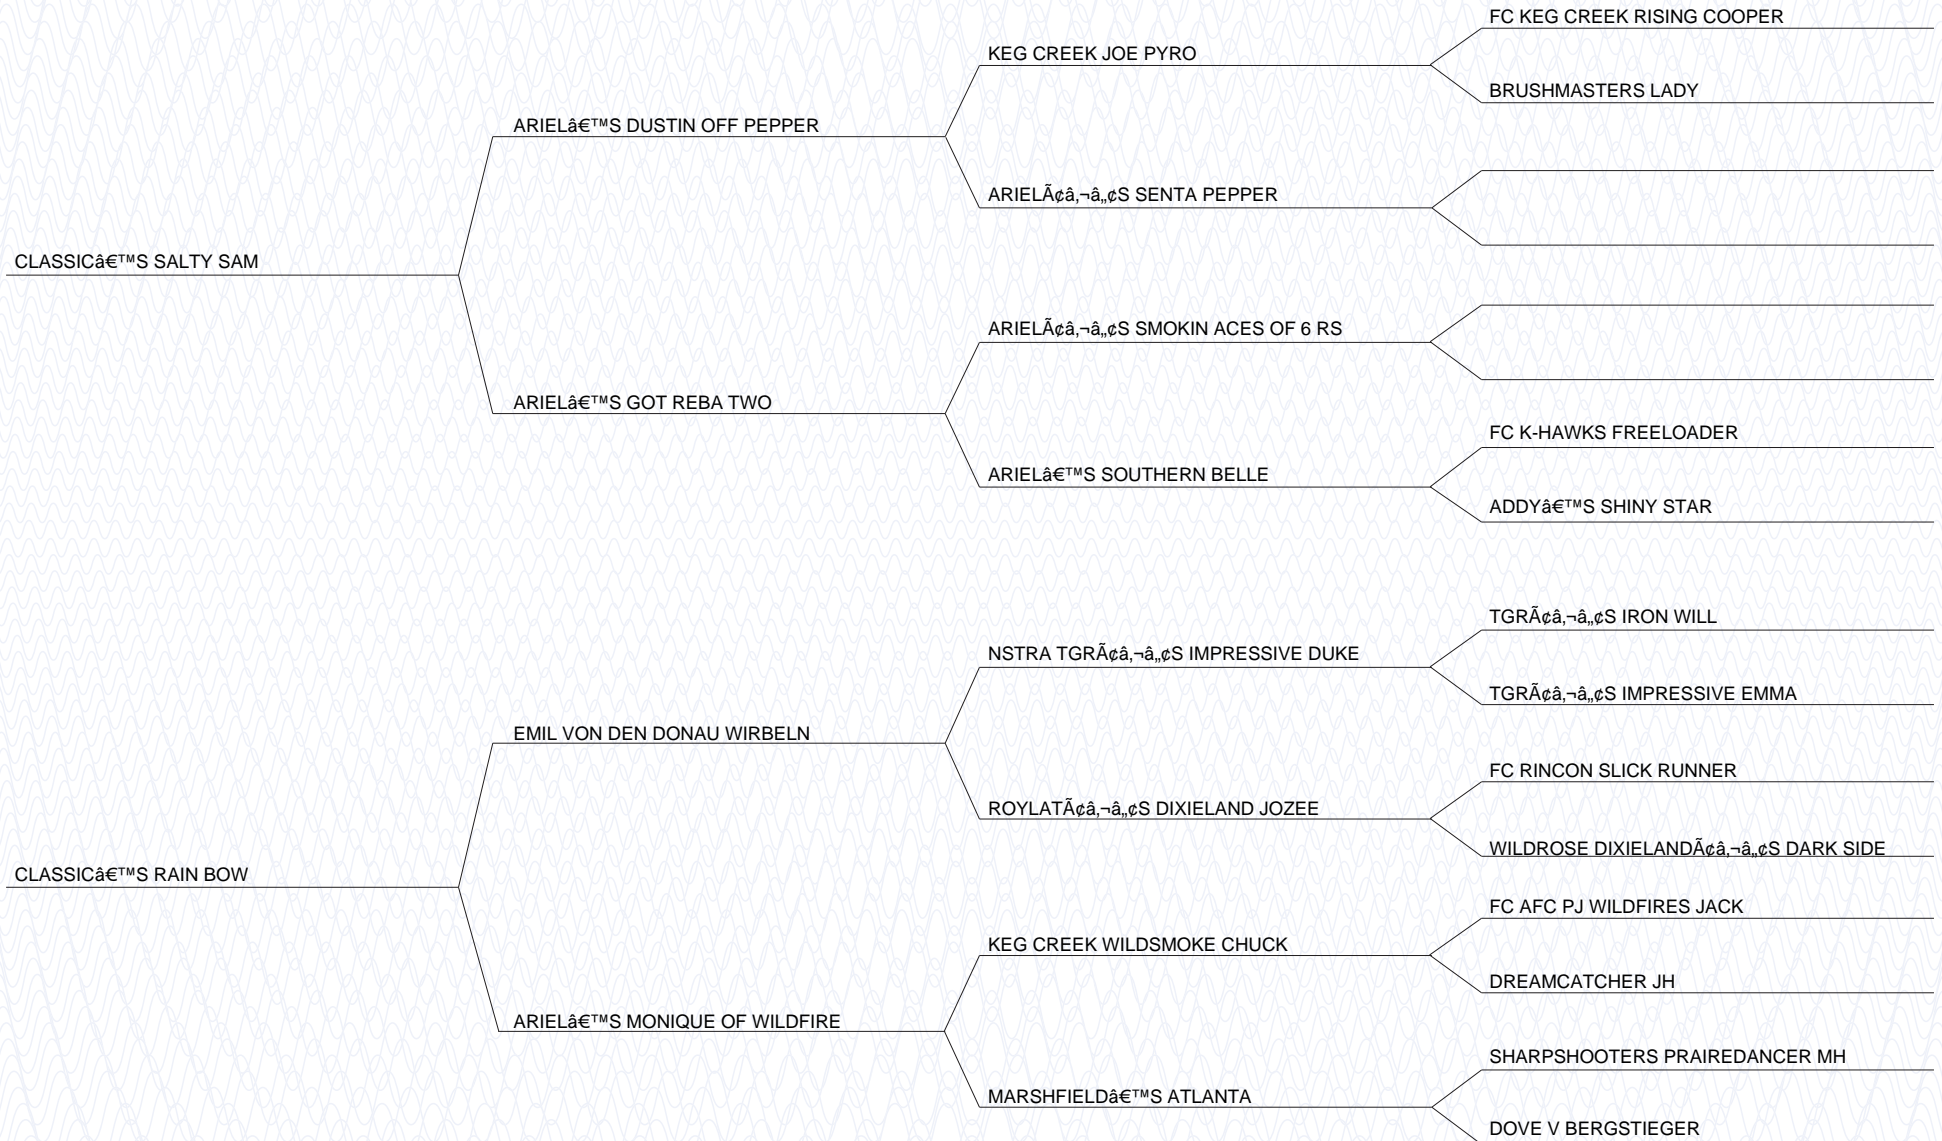 FC KEG CREEK RISING COOPER
KEG CREEK JOE PYRO
BRUSHMASTERS LADY
ARIELâ€™S DUSTIN OFF PEPPER
ARIELÃ¢â‚¬â„¢S SENTA PEPPER
CLASSICâ€™S SALTY SAM
ARIELÃ¢â‚¬â„¢S SMOKIN ACES OF 6 RS
ARIELâ€™S GOT REBA TWO
FC K-HAWKS FREELOADER
ARIELâ€™S SOUTHERN BELLE
ADDYâ€™S SHINY STAR
TGRÃ¢â‚¬â„¢S IRON WILL
NSTRA TGRÃ¢â‚¬â„¢S IMPRESSIVE DUKE
TGRÃ¢â‚¬â„¢S IMPRESSIVE EMMA
EMIL VON DEN DONAU WIRBELN
FC RINCON SLICK RUNNER
ROYLATÃ¢â‚¬â„¢S DIXIELAND JOZEE
WILDROSE DIXIELANDÃ¢â‚¬â„¢S DARK SIDE
CLASSICâ€™S RAIN BOW
FC AFC PJ WILDFIRES JACK
KEG CREEK WILDSMOKE CHUCK
DREAMCATCHER JH
ARIELâ€™S MONIQUE OF WILDFIRE
SHARPSHOOTERS PRAIREDANCER MH
MARSHFIELDâ€™S ATLANTA
DOVE V BERGSTIEGER